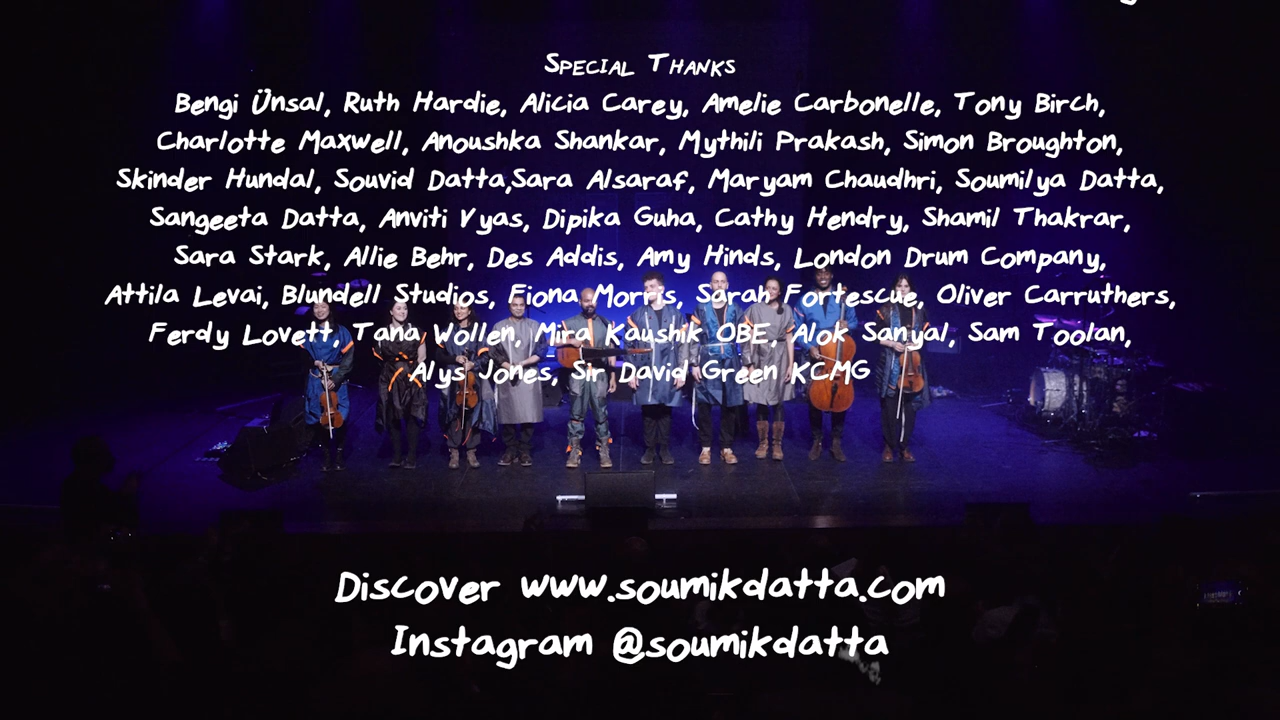 Special Thanks
Bengi Ünsal, Ruth Hardie, Alicia Carey, Amelie Carbonelle, Tony Birch,
Charlotte Maxwell, Anoushka Shankar, Mythili Prakash, Simon Broughton,
Skinder Hundal, Souvid Datta,Sara Alsaraf, Maryam Chaudhri, Soumilya Datta,
Sangeeta Datta, Anviti Vyas, Dipika Guha, Cathy Hendry, Shamil Thakrar,
Sara Stark, Allie Behr, Des Addis, Amy Hinds, London Drum Company,
Attila Levai, Blundell Studios, Fiona Morris, Sarah Fortescue, Oliver Carruthers,
Ferdy Lovett, Tana Wollen, Mira Kaushik OBE, Alok Sanyal, Sam Toolan,
Alys Jones, Sir David Green KCMG
Discover www.soumikdatta.com
Instagram @soumikdatta